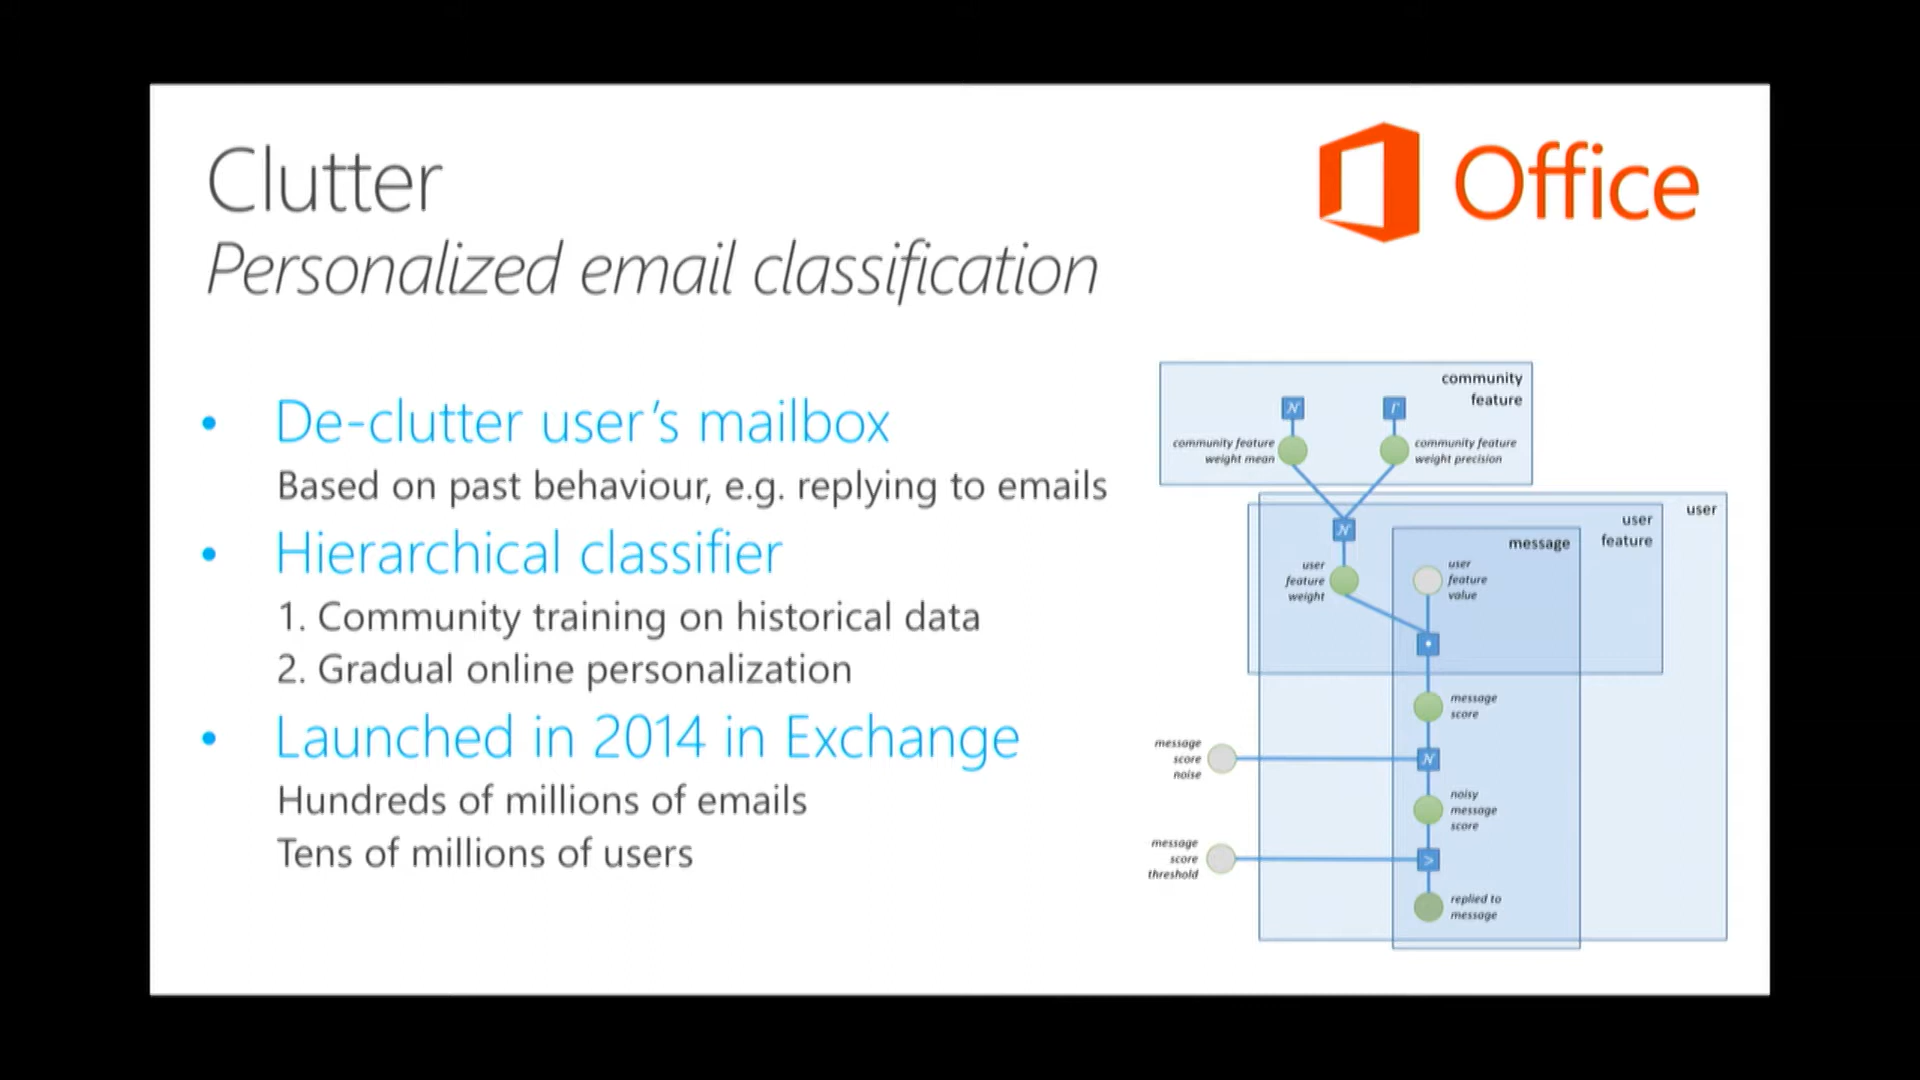 Clutter
Office
Personalized email classification
• De-clutter user's mailbox
Based on past behaviour, e.g. replying to emails
• Hierarchical classifier
1. Community training on historical data
2. Gradual online personalization
• Launched in 2014 in Exchange
Hundreds of millions of emails
Tens of millions of users
community
feature
N
Γ
community feature
weight mean
community feature
weight precision
user
user
feature
message
N
user
feature
weight
user
feature
value
message
score
message
score
noise
N
noisy
message
score
message
score
threshold
>
replied to
message